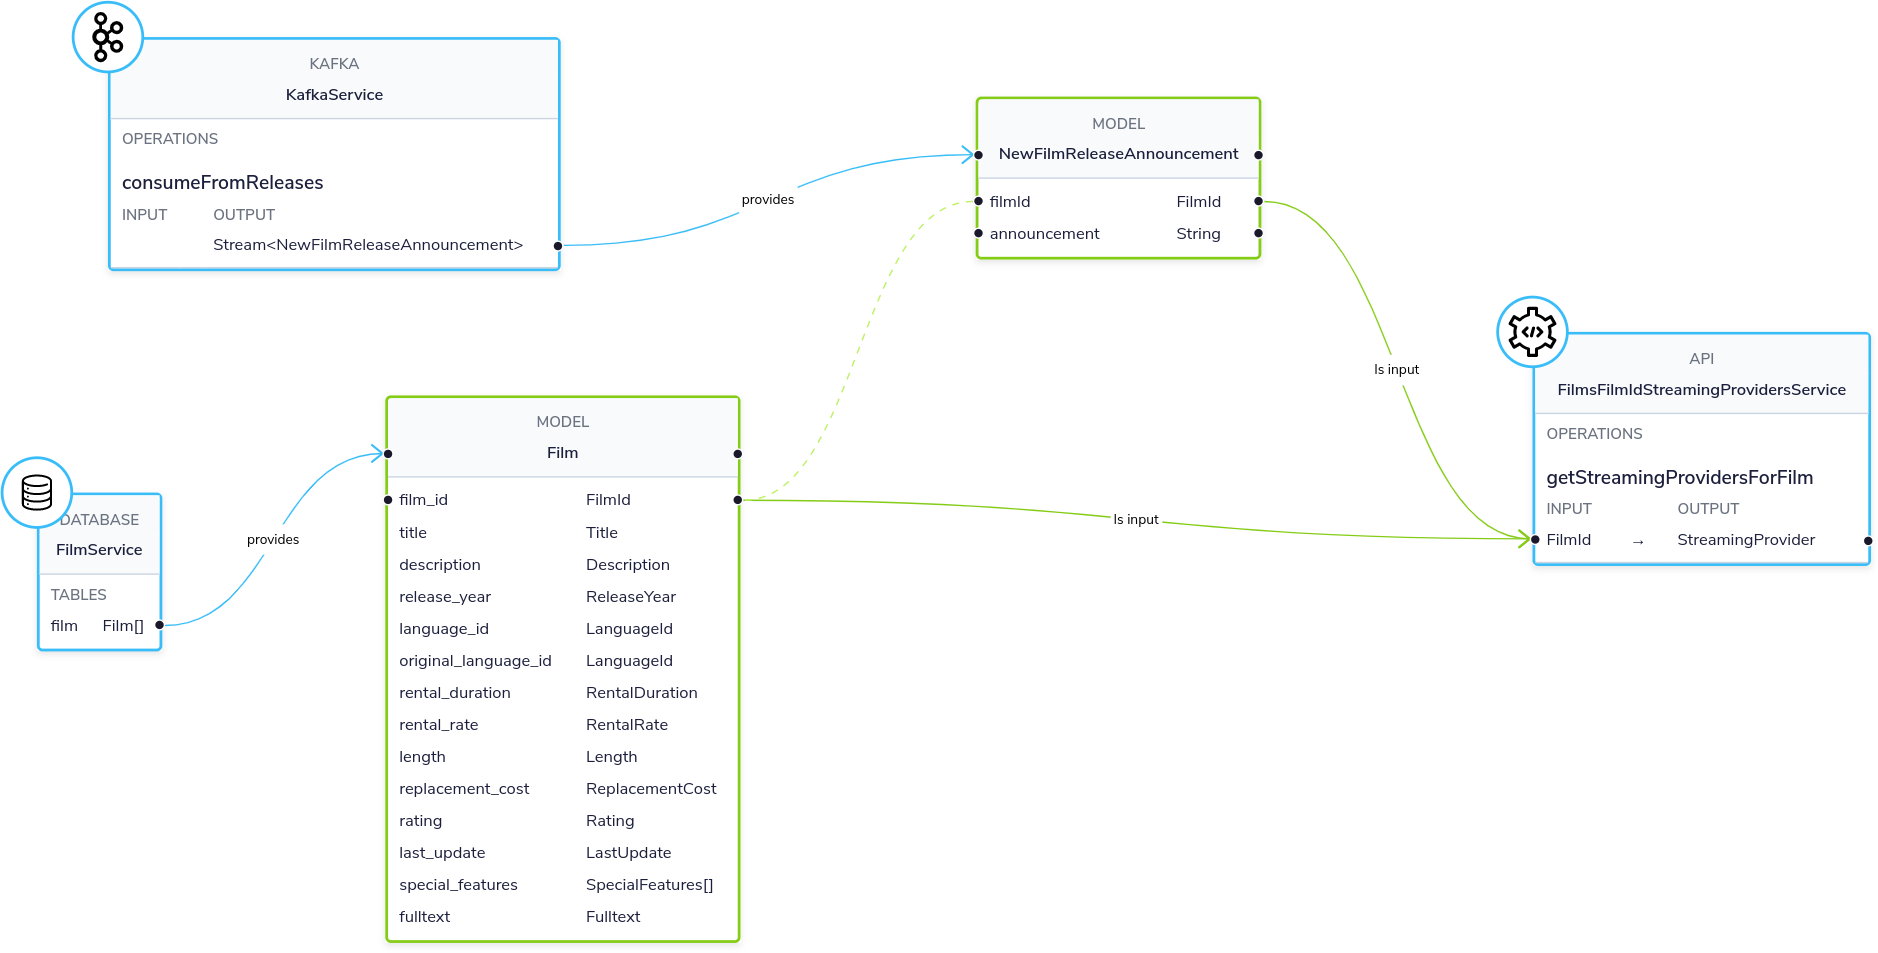 KAFKA
KafkaService
OPERATIONS
consumeFromReleases
INPUT OUTPUT
Stream<NewFilmReleaseAnnouncement>
provides
MODEL
NewFilmReleaseAnnouncement
filmId FilmId
announcement String
Is input
API
FilmsFilmIdStreamingProvidersService
OPERATIONS
getStreamingProvidersForFilm
INPUT OUTPUT
FilmId → StreamingProvider
DATABASE
FilmService
TABLES
film Film[]
provides
MODEL
Film
film_id FilmId
title Title
description Description
release_year ReleaseYear
language_id LanguageId
original_language_id LanguageId
rental_duration RentalDuration
rental_rate RentalRate
length Length
replacement_cost ReplacementCost
rating Rating
last_update LastUpdate
special_features SpecialFeatures[]
fulltext Fulltext
Is input